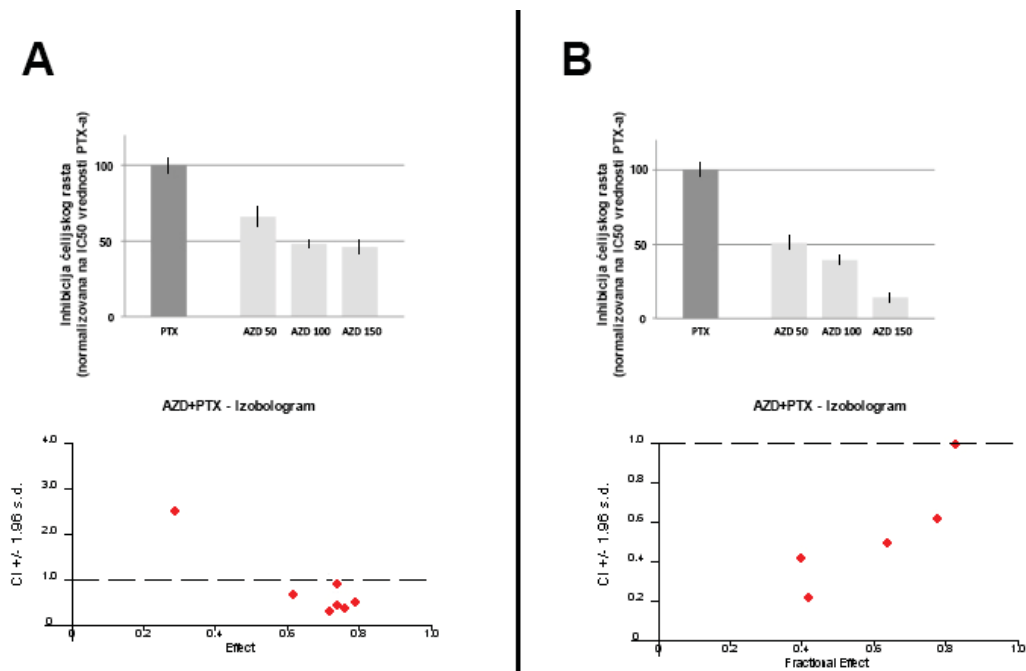 A
Inhibicija ćelijskog rasta
(normalizovana na IC50 vrednosti PTX-a)
100
50
0
PTX
AZD 50
AZD 100
AZD 150
AZD+PTX - Izobologram
CI +/- 1.96 s.d.
4.0
3.0
2.0
1.0
0
0
0.2
0.4
0.6
0.8
1.0
Effect
B
Inhibicija ćelijskog rasta
(normalizovana na IC50 vrednosti PTX-a)
100
50
0
PTX
AZD 50
AZD 100
AZD 150
AZD+PTX - Izobologram
CI +/- 1.96 s.d.
1.0
0.8
0.6
0.4
0.2
0
0
0.2
0.4
0.6
0.8
1.0
Fractional Effect